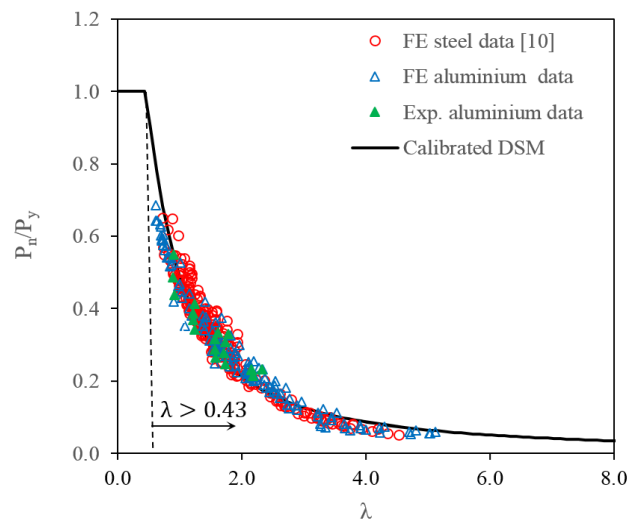 1.2
1.0
0.8
0.6
0.4
0.2
0.0
Pn/Py
FE steel data [10]
FE aluminium data
Exp. aluminium data
Calibrated DSM
λ > 0.43
0.0 2.0 4.0 6.0 8.0
λ